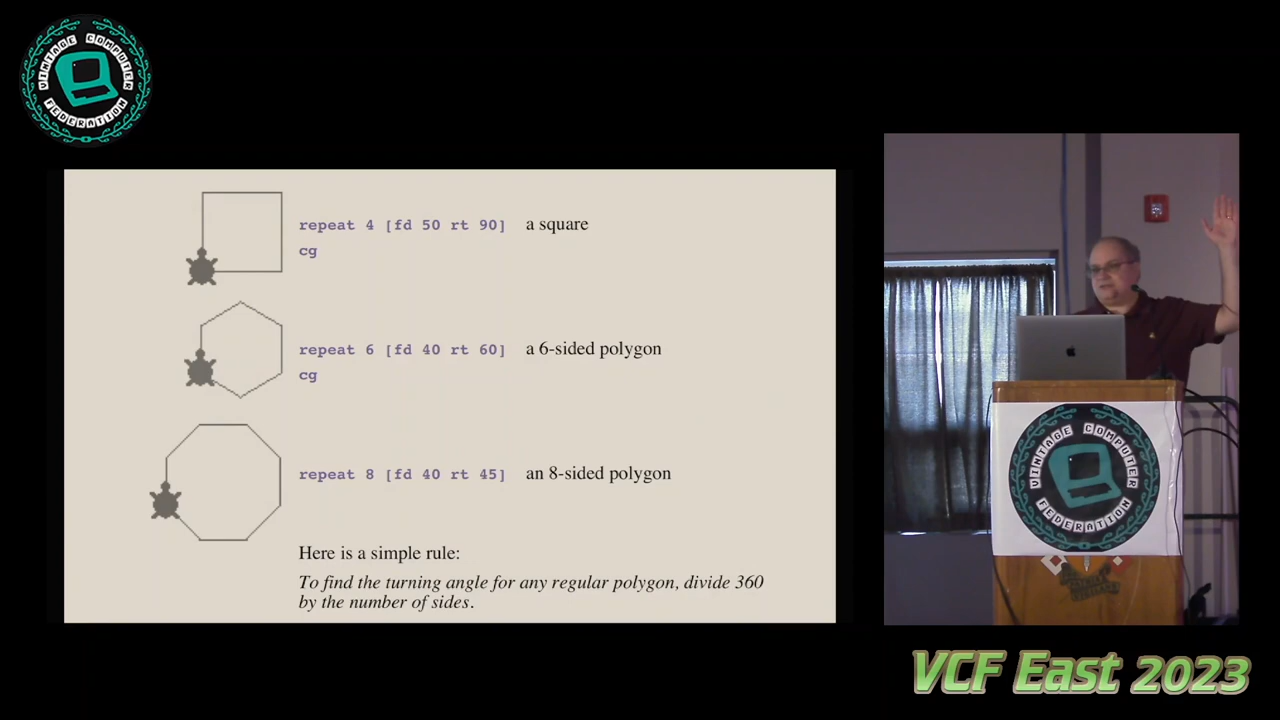 VINTAGE COMPUTER
FEDERATION
repeat 4 [fd 50 rt 90] a square
cg
repeat 6 [fd 40 rt 60] a 6-sided polygon
cg
repeat 8 [fd 40 rt 45] an 8-sided polygon
Here is a simple rule:
To find the turning angle for any regular polygon, divide 360
by the number of sides.
VINTAGE COMPUTER
FEDERATION
VCF East 2023